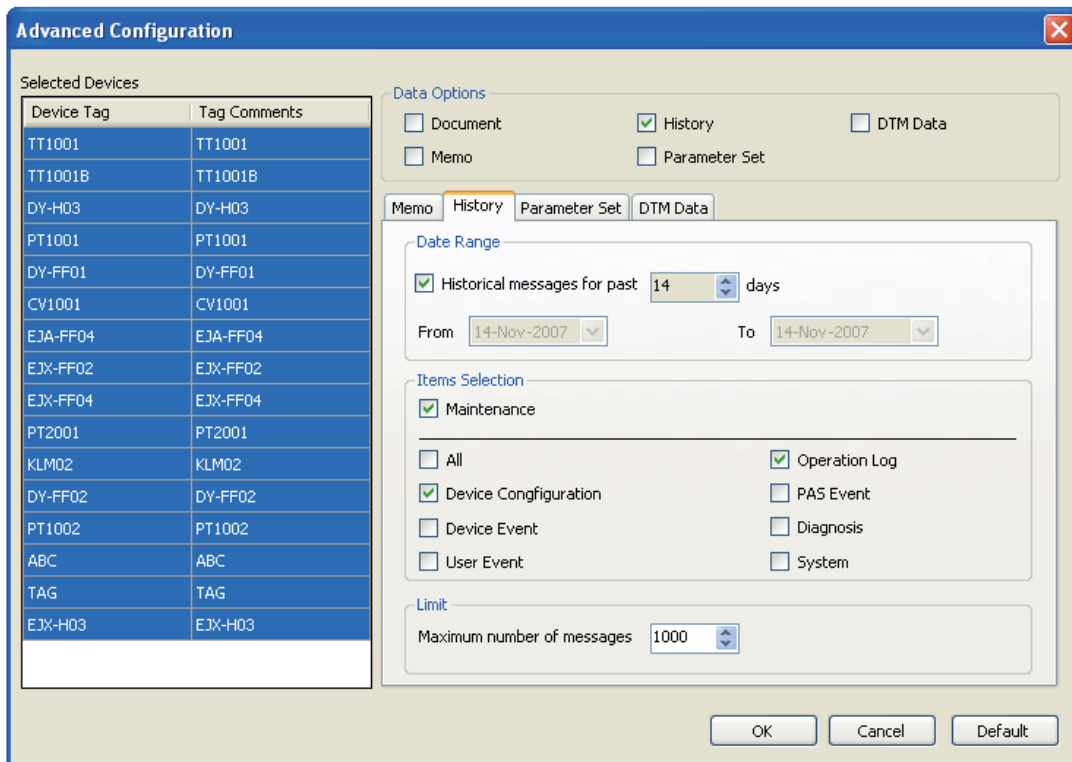 Advanced Configuration
Selected Devices
Device Tag Tag Comments
TT1001 TT1001
TT1001B TT1001B
DY-H03 DY-H03
PT1001 PT1001
DY-FF01 DY-FF01
CV1001 CV1001
EJA-FF04 EJA-FF04
EJX-FF02 EJX-FF02
EJX-FF04 EJX-FF04
PT2001 PT2001
KLM02 KLM02
DY-FF02 DY-FF02
PT1002 PT1002
ABC ABC
TAG TAG
EJX-H03 EJX-H03
Data Options
Document History DTM Data
Memo Parameter Set
Memo History Parameter Set DTM Data
Date Range
Historical messages for past 14 days
From 14-Nov-2007 To 14-Nov-2007
Items Selection
Maintenance
All Operation Log
Device Congfiguration PAS Event
Device Event Diagnosis
User Event System
Limit
Maximum number of messages 1000
OK Cancel Default